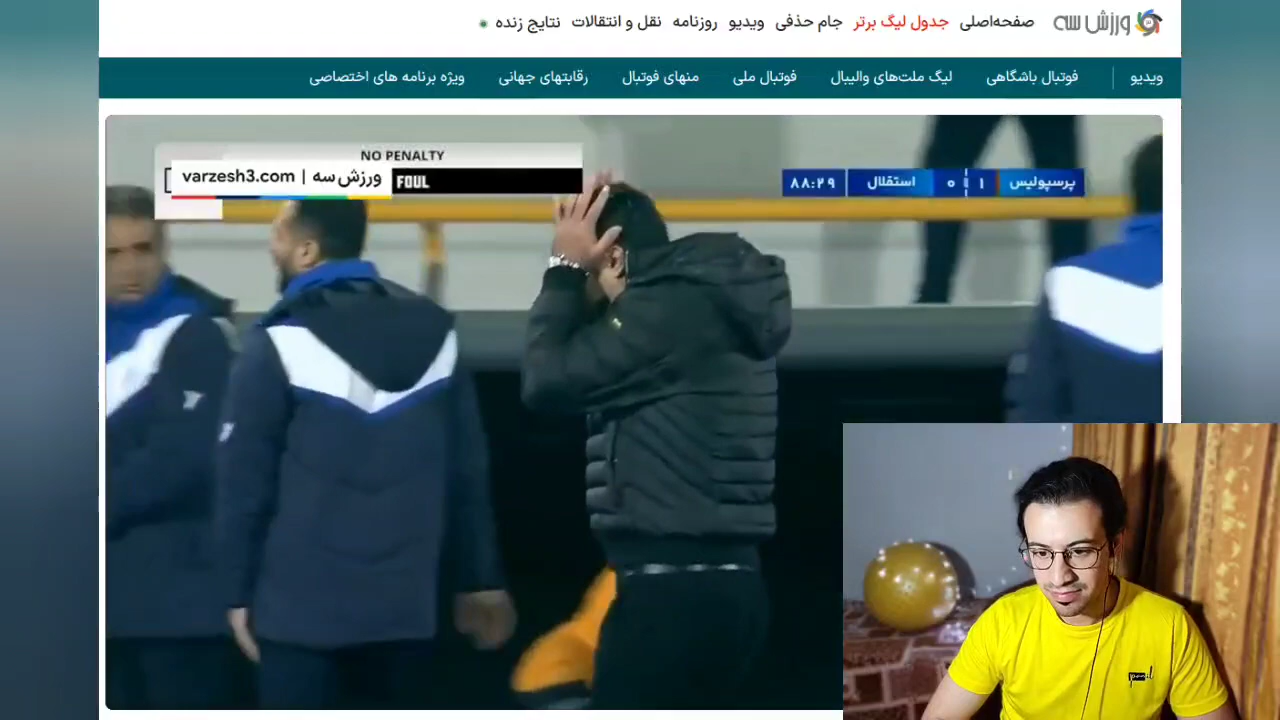 ورزش سه صفحه‌اصلی جدول لیگ برتر جام حذفی ویدیو روزنامه نقل و انتقالات نتایج زنده
ویدیو فوتبال باشگاهی لیگ ملت‌های والیبال فوتبال ملی منهای فوتبال رقابتهای جهانی ویژه برنامه های اختصاصی
NO PENALTY
ورزش سه | varzesh3.com
FOUL
پرسپولیس ۱ ۰ استقلال ۸۸:۲۹